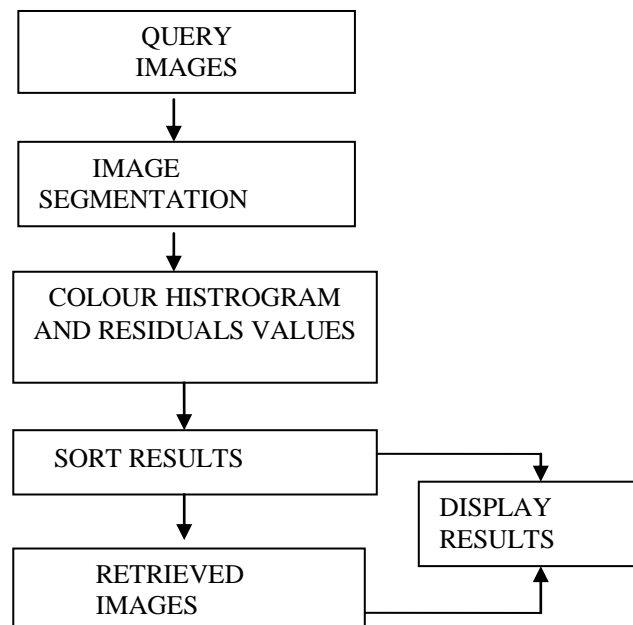 QUERY
IMAGES
IMAGE
SEGMENTATION
COLOUR HISTROGRAM
AND RESIDUALS VALUES
SORT RESULTS
DISPLAY
RESULTS
RETRIEVED
IMAGES